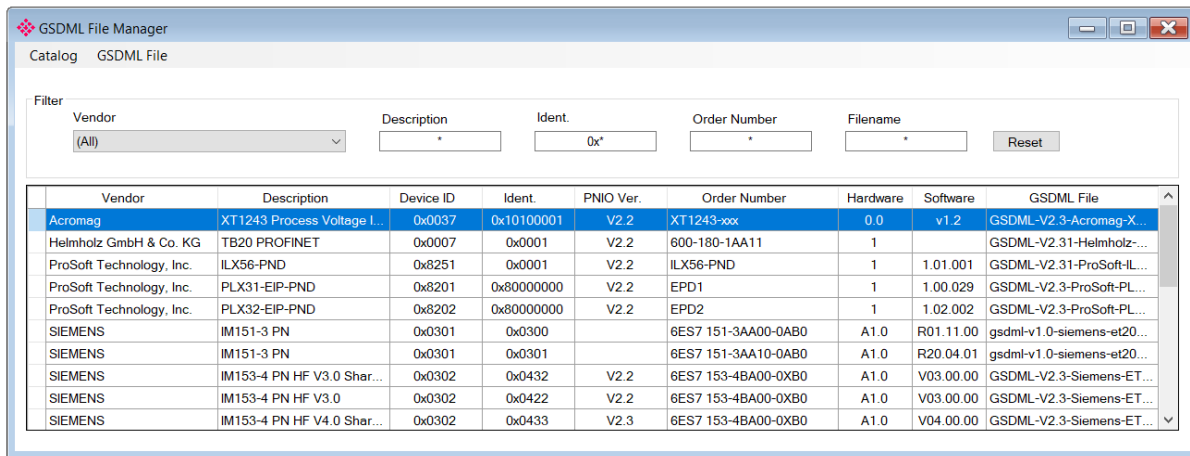 GSDML File Manager
Catalog GSDML File
Filter
Vendor Description Ident. Order Number Filename
(All) * 0x* * * Reset
Vendor Description Device ID Ident. PNIO Ver. Order Number Hardware Software GSDML File
Acromag XT1243 Process Voltage I... 0x0037 0x10100001 V2.2 XT1243-xxx 0.0 v1.2 GSDML-V2.3-Acromag-X...
Helmholz GmbH & Co. KG TB20 PROFINET 0x0007 0x0001 V2.2 600-180-1AA11 1 GSDML-V2.31-Helmholz-...
ProSoft Technology, Inc. ILX56-PND 0x8251 0x0001 V2.2 ILX56-PND 1 1.01.001 GSDML-V2.31-ProSoft-IL...
ProSoft Technology, Inc. PLX31-EIP-PND 0x8201 0x80000000 V2.2 EPD1 1 1.00.029 GSDML-V2.3-ProSoft-PL...
ProSoft Technology, Inc. PLX32-EIP-PND 0x8202 0x80000000 V2.2 EPD2 1 1.02.002 GSDML-V2.3-ProSoft-PL...
SIEMENS IM151-3 PN 0x0301 0x0300 6ES7 151-3AA00-0AB0 A1.0 R01.11.00 gsdml-v1.0-siemens-et20...
SIEMENS IM151-3 PN 0x0301 0x0301 6ES7 151-3AA10-0AB0 A1.0 R20.04.01 gsdml-v1.0-siemens-et20...
SIEMENS IM153-4 PN HF V3.0 Shar... 0x0302 0x0432 V2.2 6ES7 153-4BA00-0XB0 A1.0 V03.00.00 GSDML-V2.3-Siemens-ET...
SIEMENS IM153-4 PN HF V3.0 0x0302 0x0422 V2.2 6ES7 153-4BA00-0XB0 A1.0 V03.00.00 GSDML-V2.3-Siemens-ET...
SIEMENS IM153-4 PN HF V4.0 Shar... 0x0302 0x0433 V2.3 6ES7 153-4BA00-0XB0 A1.0 V04.00.00 GSDML-V2.3-Siemens-ET...